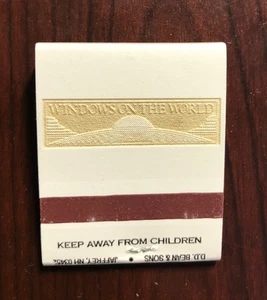 WINDOWS ON THE WORLD
KEEP AWAY FROM CHILDREN
D.D. BEAN & SONS
JAFFREY, NH 03452